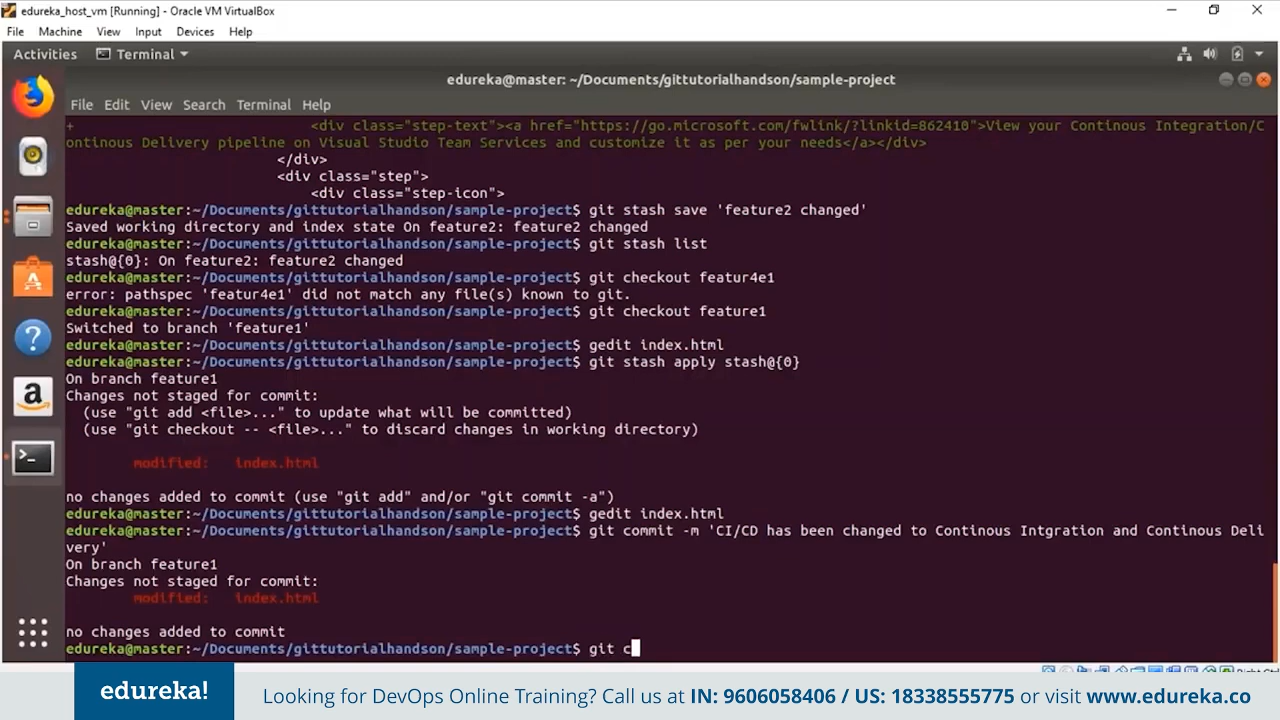 edureka_host_vm [Running] - Oracle VM VirtualBox
File Machine View Input Devices Help
Activities Terminal
edureka@master: ~/Documents/gittutorialhandson/sample-project
File Edit View Search Terminal Help
+ <div class="step-text"><a href="https://go.microsoft.com/fwlink/?linkid=862410">View your Continous Integration/C
ontinous Delivery pipeline on Visual Studio Team Services and customize it as per your needs</a></div>
</div>
<div class="step">
<div class="step-icon">
edureka@master:~/Documents/gittutorialhandson/sample-project$ git stash save 'feature2 changed'
Saved working directory and index state On feature2: feature2 changed
edureka@master:~/Documents/gittutorialhandson/sample-project$ git stash list
stash@{0}: On feature2: feature2 changed
edureka@master:~/Documents/gittutorialhandson/sample-project$ git checkout featur4e1
error: pathspec 'featur4e1' did not match any file(s) known to git.
edureka@master:~/Documents/gittutorialhandson/sample-project$ git checkout feature1
Switched to branch 'feature1'
edureka@master:~/Documents/gittutorialhandson/sample-project$ gedit index.html
edureka@master:~/Documents/gittutorialhandson/sample-project$ git stash apply stash@{0}
On branch feature1
Changes not staged for commit:
(use "git add <file>..." to update what will be committed)
(use "git checkout -- <file>..." to discard changes in working directory)
modified: index.html
no changes added to commit (use "git add" and/or "git commit -a")
edureka@master:~/Documents/gittutorialhandson/sample-project$ gedit index.html
edureka@master:~/Documents/gittutorialhandson/sample-project$ git commit -m 'CI/CD has been changed to Continous Intgration and Continous Deli
very'
On branch feature1
Changes not staged for commit:
modified: index.html
no changes added to commit
edureka@master:~/Documents/gittutorialhandson/sample-project$ git c
edureka! Looking for DevOps Online Training? Call us at IN: 9606058406 / US: 18338555775 or visit www.edureka.co